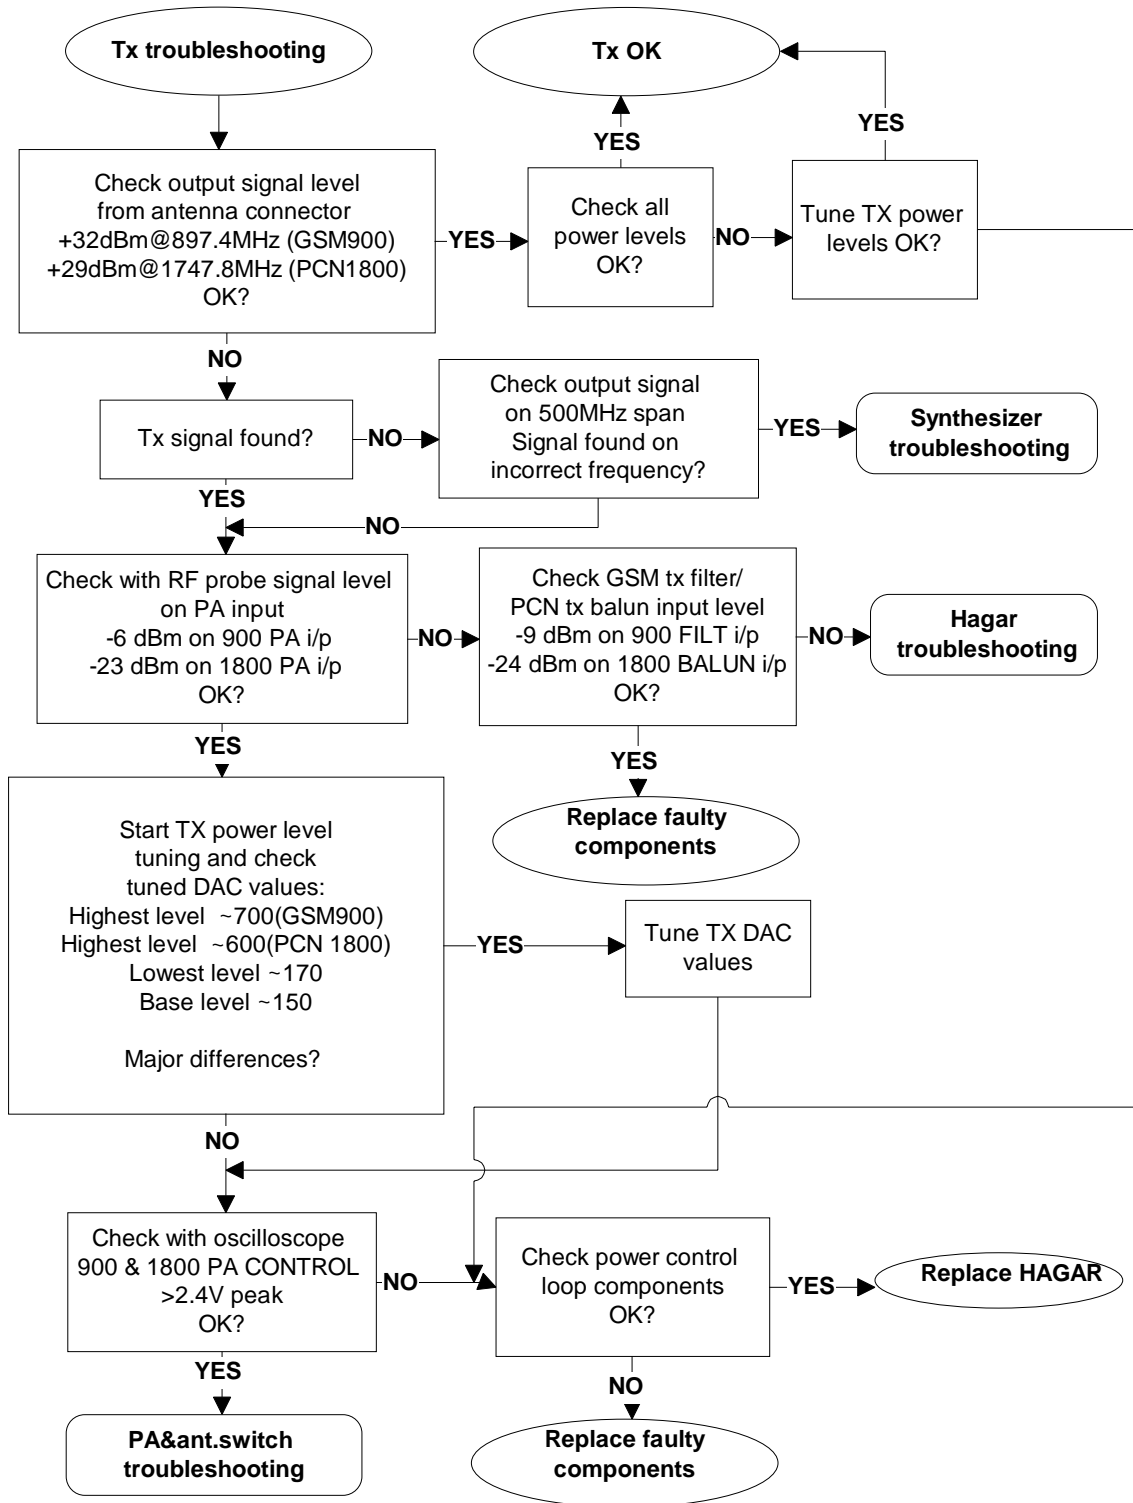 Tx troubleshooting
Tx OK
YES
YES
Check output signal level
from antenna connector
+32dBm@897.4MHz (GSM900)
+29dBm@1747.8MHz (PCN1800)
OK?
YES
Check all
power levels
OK?
NO
Tune TX power
levels OK?
NO
Tx signal found?
NO
Check output signal
on 500MHz span
Signal found on
incorrect frequency?
YES
Synthesizer
troubleshooting
YES
NO
Check with RF probe signal level
on PA input
-6 dBm on 900 PA i/p
-23 dBm on 1800 PA i/p
OK?
NO
Check GSM tx filter/
PCN tx balun input level
-9 dBm on 900 FILT i/p
-24 dBm on 1800 BALUN i/p
OK?
NO
Hagar
troubleshooting
YES
YES
Replace faulty
components
Start TX power level
tuning and check
tuned DAC values:
Highest level ~700(GSM900)
Highest level ~600(PCN 1800)
Lowest level ~170
Base level ~150
Major differences?
YES
Tune TX DAC
values
NO
Check with oscilloscope
900 & 1800 PA CONTROL
>2.4V peak
OK?
NO
Check power control
loop components
OK?
YES
Replace HAGAR
YES
NO
PA&ant.switch
troubleshooting
Replace faulty
components